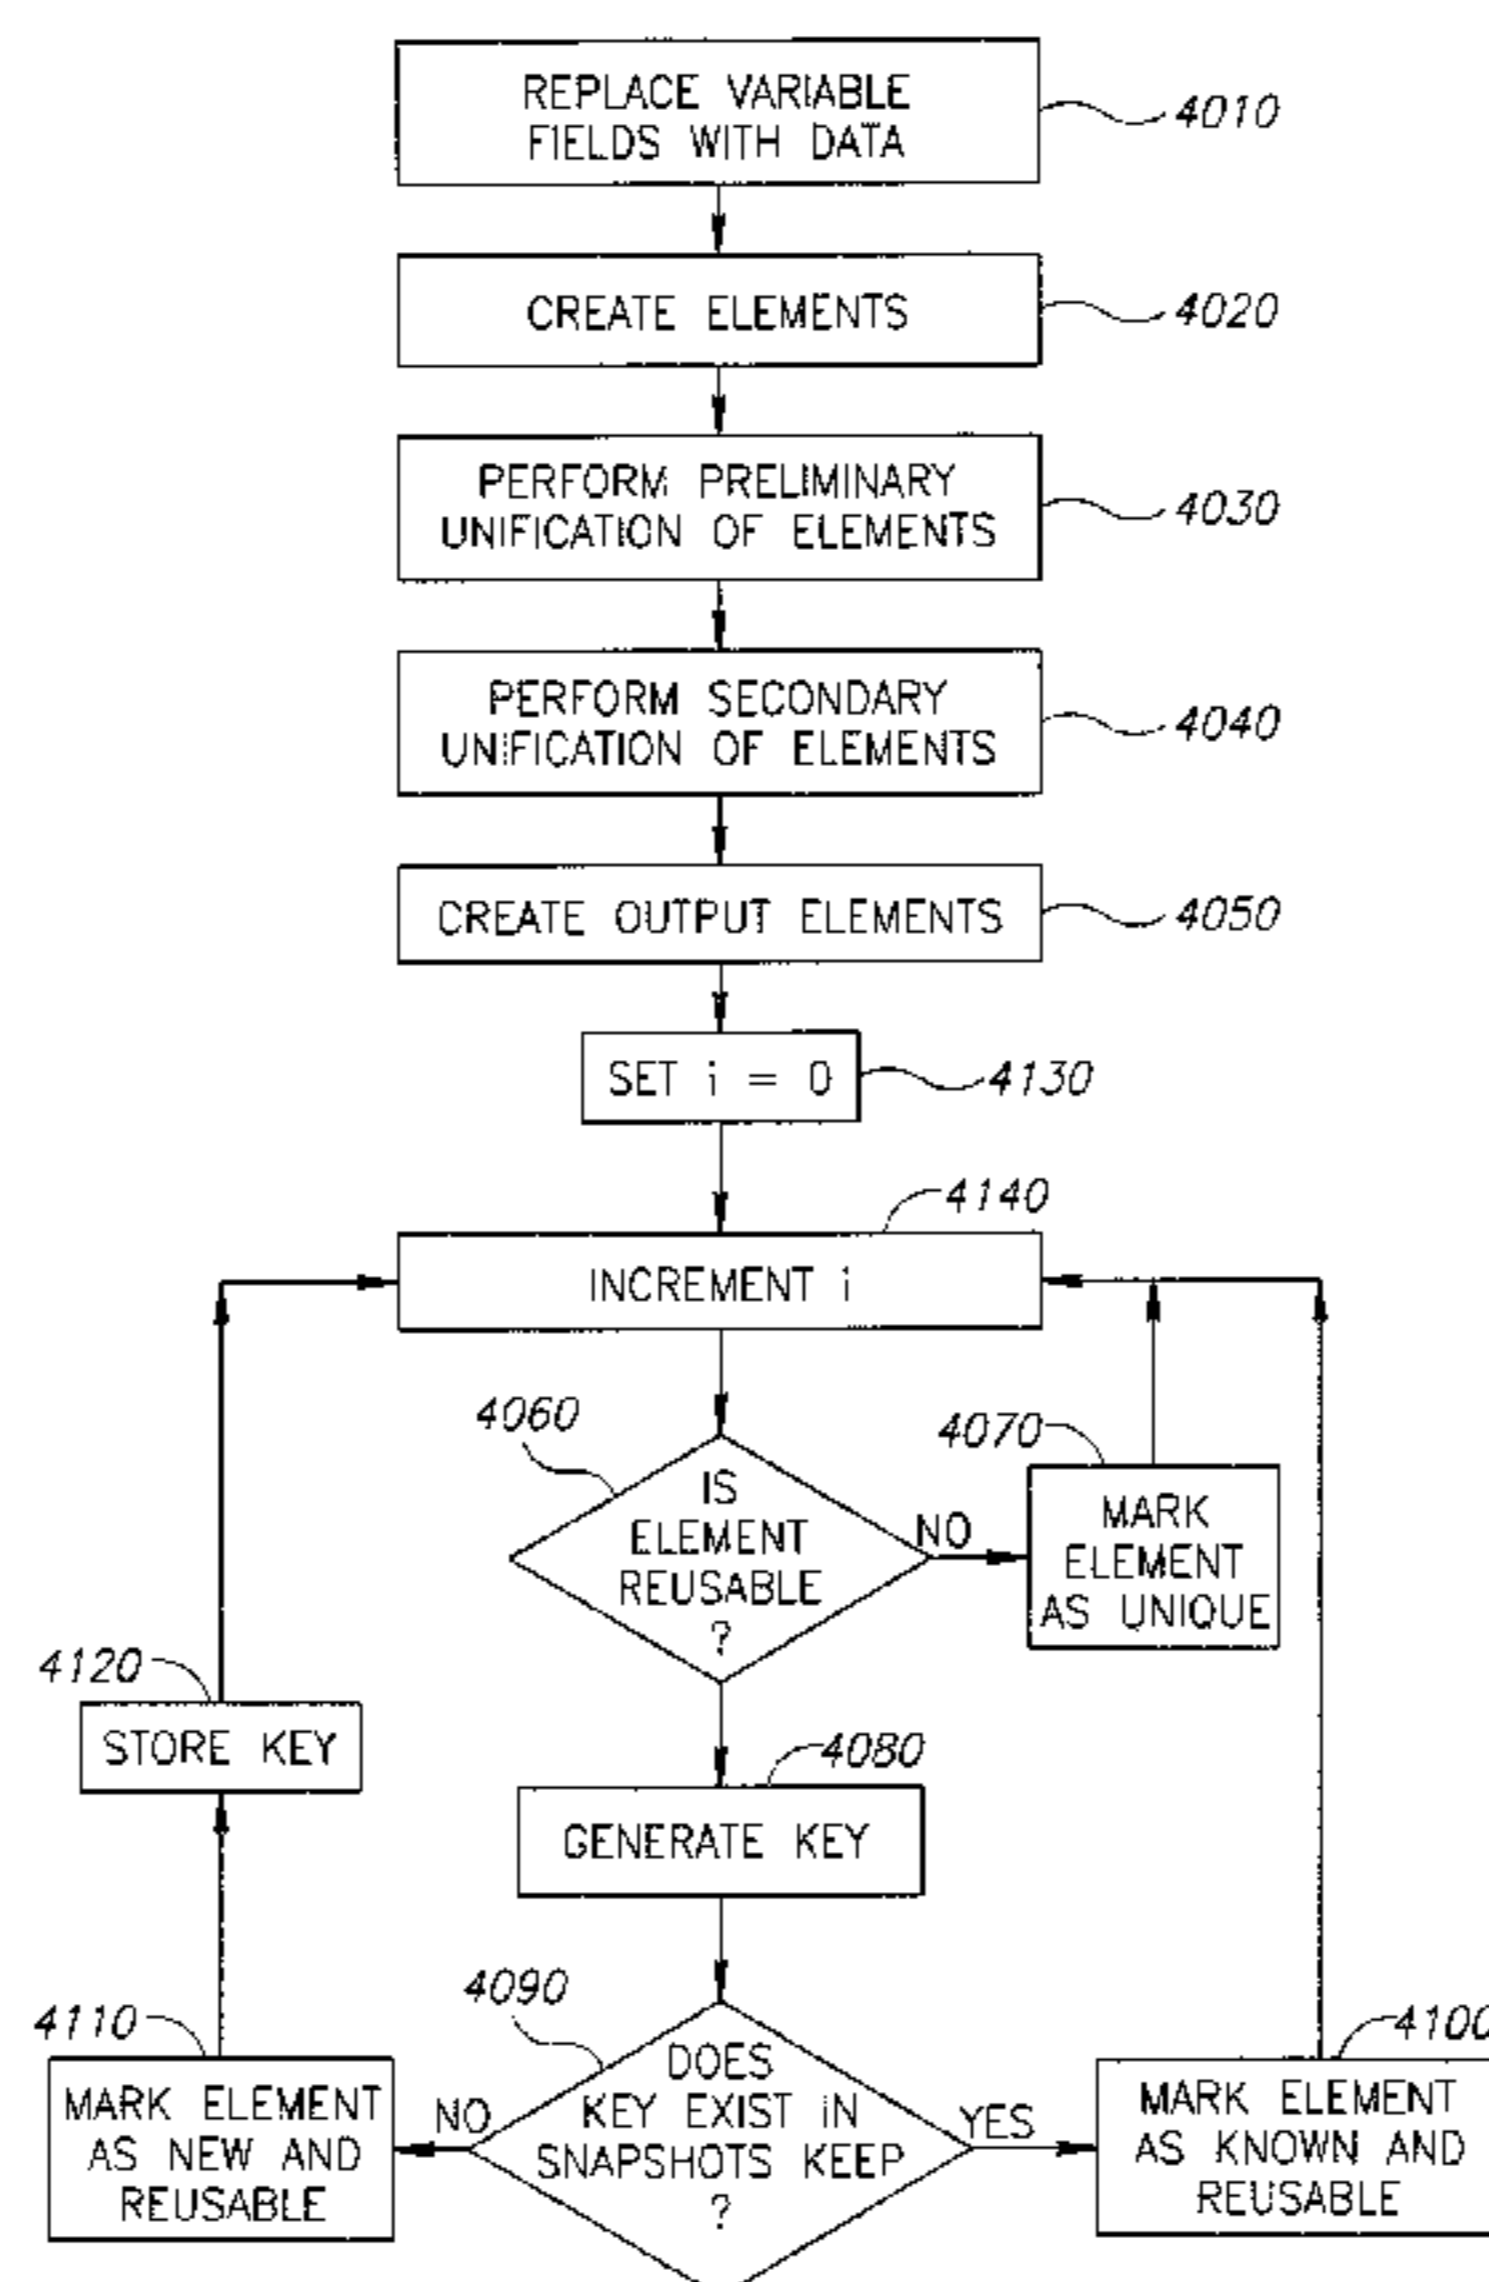 REPLACE VARIABLE
FIELDS WITH DATA
4010
CREATE ELEMENTS
4020
PERFORM PRELIMINARY
UNIFICATION OF ELEMENTS
4030
PERFORM SECONDARY
UNIFICATION OF ELEMENTS
4040
CREATE OUTPUT ELEMENTS
4050
SET i = 0
4130
4140
INCREMENT i
4060
IS
ELEMENT
REUSABLE
?
NO
4070
MARK
ELEMENT
AS UNIQUE
4120
STORE KEY
4080
GENERATE KEY
4090
DOES
KEY EXIST iN
SNAPSHOTS KEEP
?
NO
YES
4110
MARK ELEMENT
AS NEW AND
REUSABLE
4100
MARK ELEMENT
AS KNOWN AND
REUSABLE